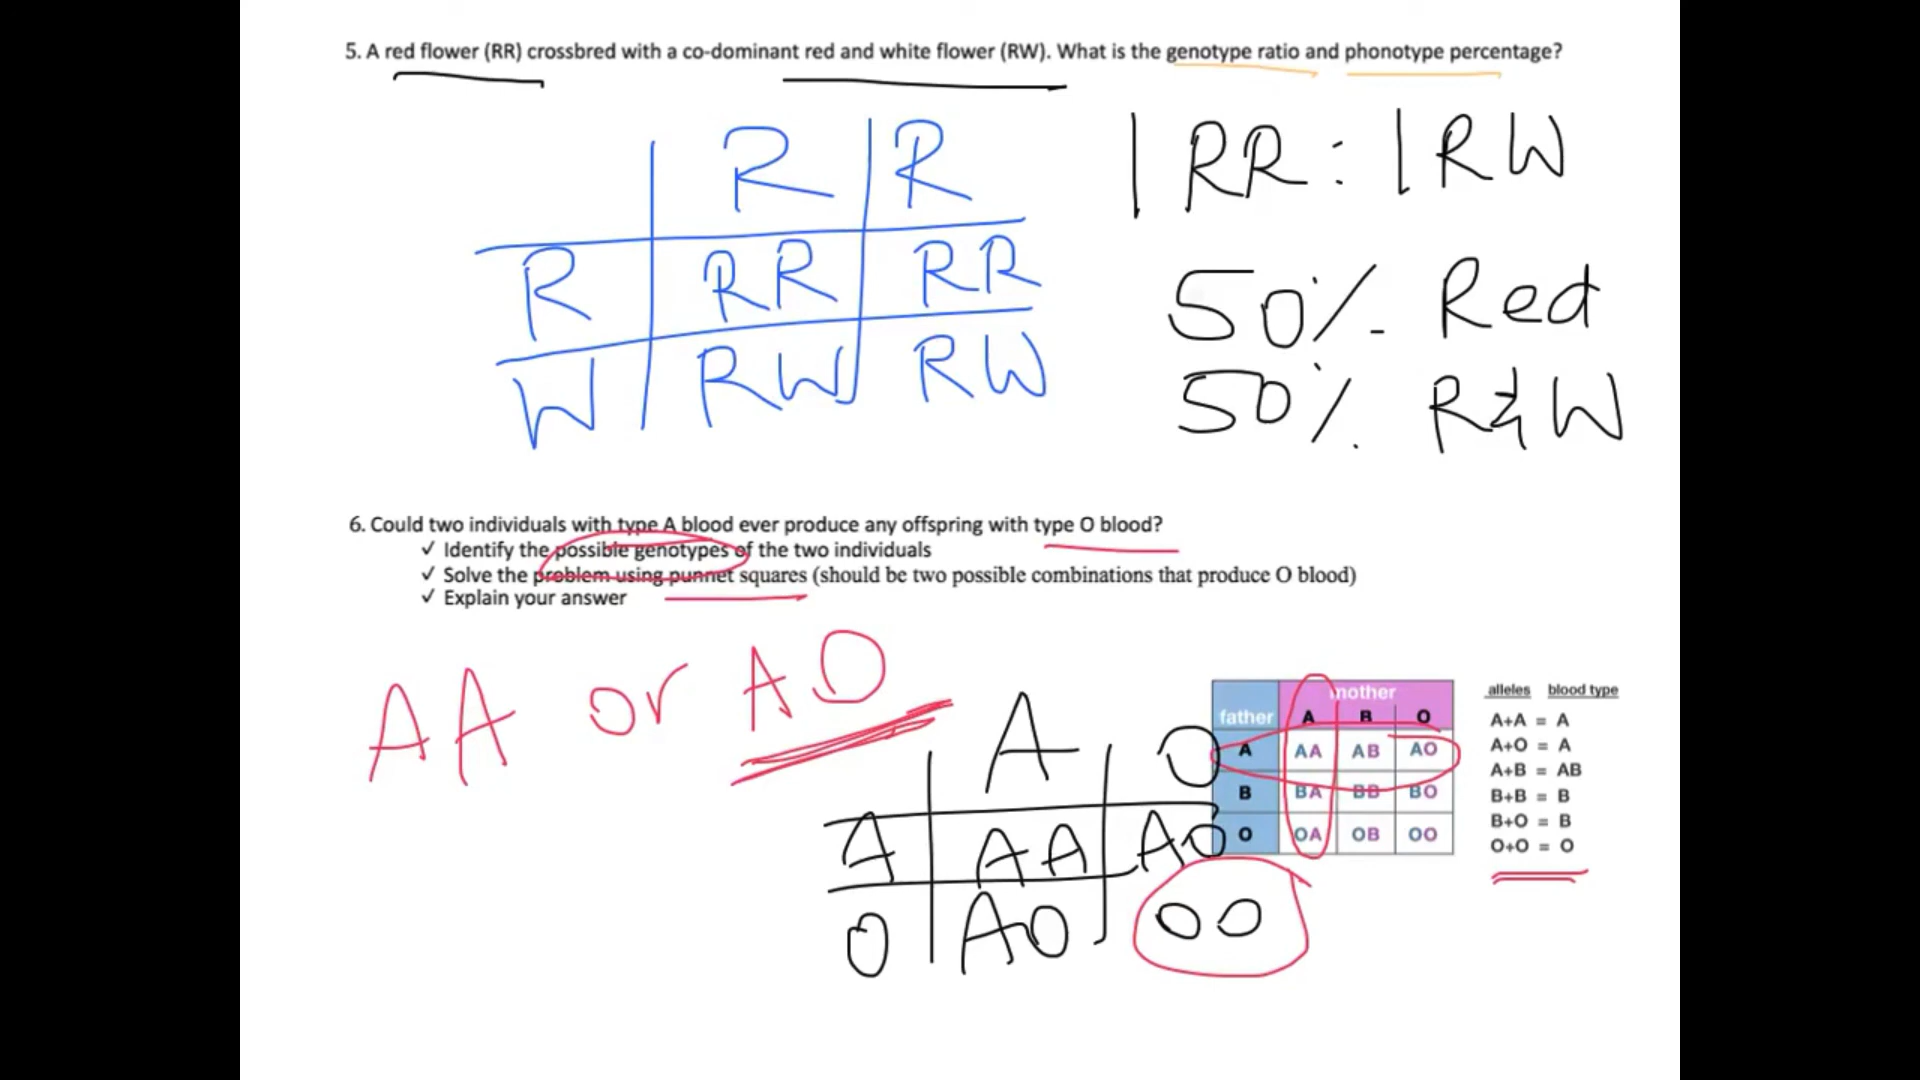 5. A red flower (RR) crossbred with a co-dominant red and white flower (RW). What is the genotype ratio and phonotype percentage?
R R
R RR RR
W RW RW
1 RR : 1 RW
50% Red
50% R & W
6. Could two individuals with type A blood ever produce any offspring with type O blood?
✓ Identify the possible genotypes of the two individuals
✓ Solve the problem using punnet squares (should be two possible combinations that produce O blood)
✓ Explain your answer
AA or AO
A O
A AA AO
O AO OO
mother
father A B O
A AA AB AO
B BA BB BO
O OA OB OO
alleles blood type
A+A = A
A+O = A
A+B = AB
B+B = B
B+O = B
O+O = O